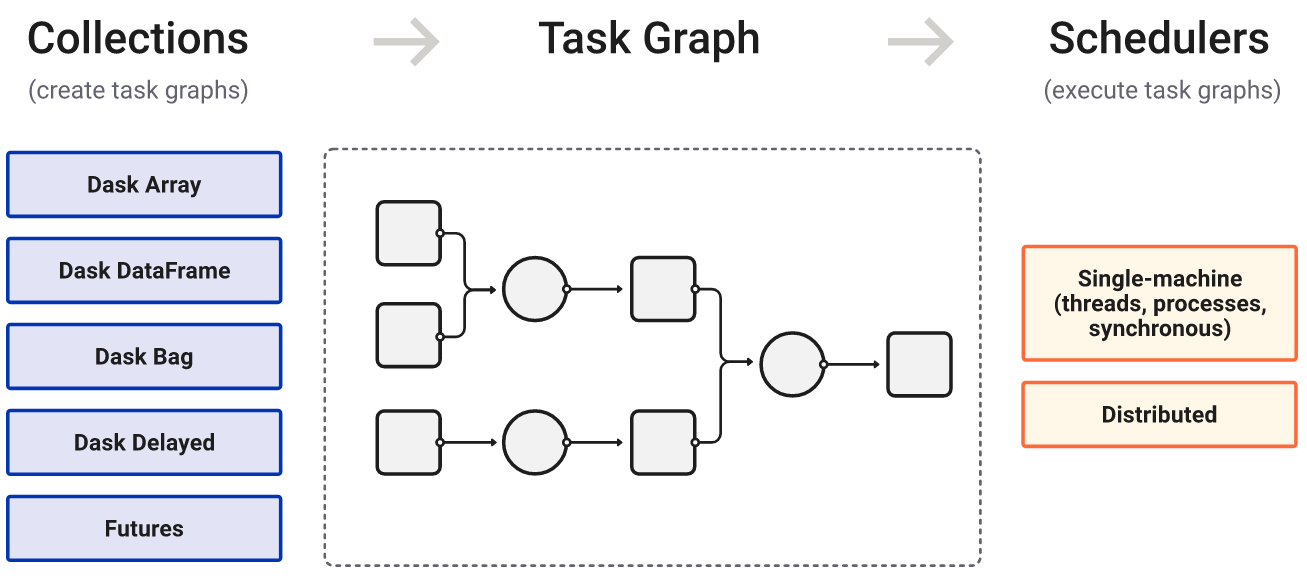 Collections
Task Graph
Schedulers
(create task graphs)
(execute task graphs)
Dask Array
Dask DataFrame
Dask Bag
Dask Delayed
Futures
Single-machine
(threads, processes,
synchronous)
Distributed